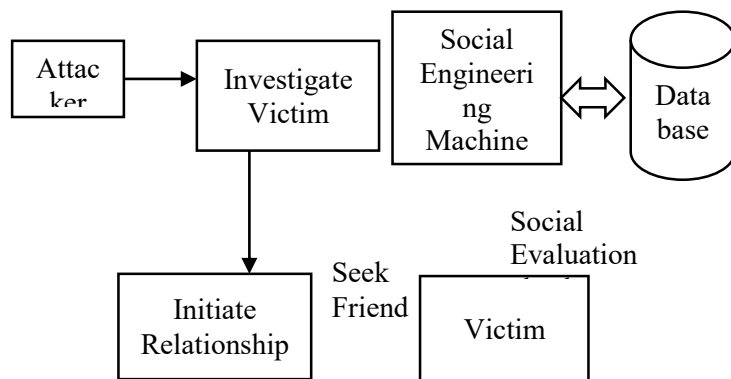 Attac
ker
Investigate
Victim
Social
Engineeri
ng
Machine
Data
base
Social
Evaluation
Seek
Friend
Initiate
Relationship
Victim